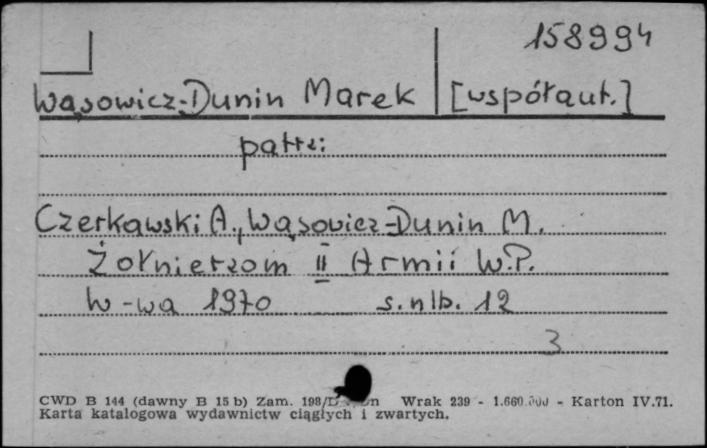 158994
Wąsowicz-Dunin Marek [współaut.]
patrz:
Czerkawski A., Wąsowicz-Dunin M.
Żołnierzom II Armii W.P.
W-wa 1970 s. nlb. 12
3
CWD B 144 (dawny B 15 b) Zam. 198/ Wrak 239 - 1.660. - Karton IV.71.
Karta katalogowa wydawnictw ciągłych i zwartych.